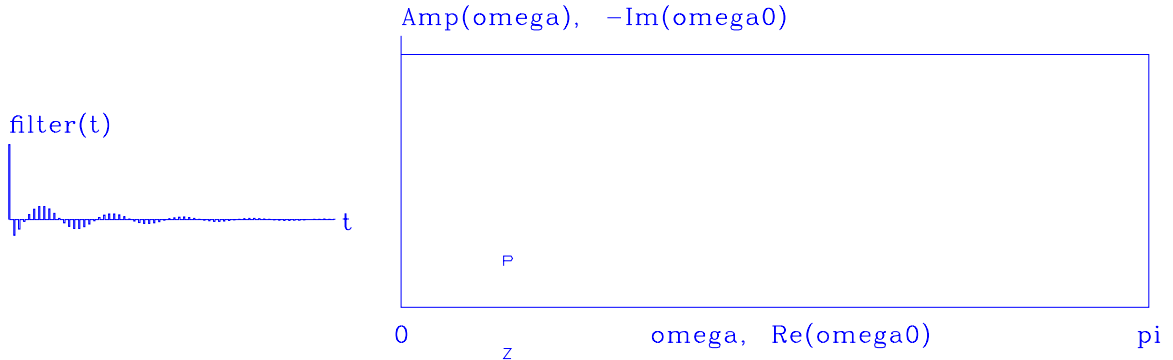 Amp(omega), -Im(omega0)
filter(t)
t
P
0 omega, Re(omega0) pi
Z